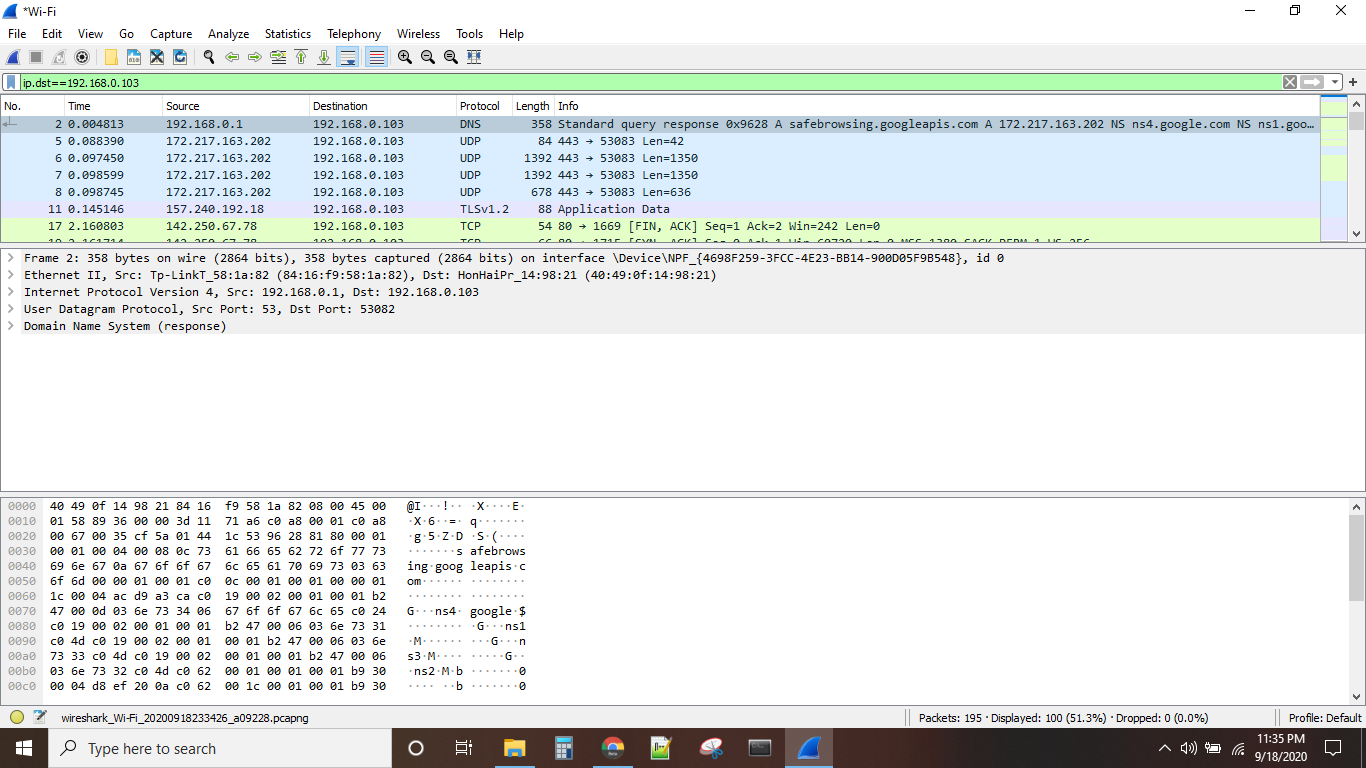 *Wi-Fi
File Edit View Go Capture Analyze Statistics Telephony Wireless Tools Help
ip.dst==192.168.0.103
No. Time Source Destination Protocol Length Info
2 0.004813 192.168.0.1 192.168.0.103 DNS 358 Standard query response 0x9628 A safebrowsing.googleapis.com A 172.217.163.202 NS ns4.google.com NS ns1.goo…
5 0.088390 172.217.163.202 192.168.0.103 UDP 84 443 → 53083 Len=42
6 0.097450 172.217.163.202 192.168.0.103 UDP 1392 443 → 53083 Len=1350
7 0.098599 172.217.163.202 192.168.0.103 UDP 1392 443 → 53083 Len=1350
8 0.098745 172.217.163.202 192.168.0.103 UDP 678 443 → 53083 Len=636
11 0.145146 157.240.192.18 192.168.0.103 TLSv1.2 88 Application Data
17 2.160803 142.250.67.78 192.168.0.103 TCP 54 80 → 1669 [FIN, ACK] Seq=1 Ack=2 Win=242 Len=0
Frame 2: 358 bytes on wire (2864 bits), 358 bytes captured (2864 bits) on interface \Device\NPF_{4698F259-3FCC-4E23-BB14-900D05F9B548}, id 0
Ethernet II, Src: Tp-LinkT_58:1a:82 (84:16:f9:58:1a:82), Dst: HonHaiPr_14:98:21 (40:49:0f:14:98:21)
Internet Protocol Version 4, Src: 192.168.0.1, Dst: 192.168.0.103
User Datagram Protocol, Src Port: 53, Dst Port: 53082
Domain Name System (response)
0000 40 49 0f 14 98 21 84 16 f9 58 1a 82 08 00 45 00 @I···!·· ·X····E·
0010 01 58 89 36 00 00 3d 11 71 a6 c0 a8 00 01 c0 a8 ·X·6··=· q·······
0020 00 67 00 35 cf 5a 01 44 1c 53 96 28 81 80 00 01 ·g·5·Z·D ·S·(····
0030 00 01 00 04 00 08 0c 73 61 66 65 62 72 6f 77 73 ·······s afebrows
0040 69 6e 67 0a 67 6f 6f 67 6c 65 61 70 69 73 03 63 ing·goog leapis·c
0050 6f 6d 00 00 01 00 01 c0 0c 00 01 00 01 00 00 01 om······ ········
0060 1c 00 04 ac d9 a3 ca c0 19 00 02 00 01 00 01 b2 ········ ········
0070 47 00 0d 03 6e 73 34 06 67 6f 6f 67 6c 65 c0 24 G···ns4· google·$
0080 c0 19 00 02 00 01 00 01 b2 47 00 06 03 6e 73 31 ········ ·G···ns1
0090 c0 4d c0 19 00 02 00 01 00 01 b2 47 00 06 03 6e ·M······ ···G···n
00a0 73 33 c0 4d c0 19 00 02 00 01 00 01 b2 47 00 06 s3·M···· ·····G··
00b0 03 6e 73 32 c0 4d c0 62 00 01 00 01 00 01 b9 30 ·ns2·M·b ·······0
00c0 00 04 d8 ef 20 0a c0 62 00 1c 00 01 00 01 b9 30 ···· ··b ·······0
wireshark_Wi-Fi_20200918233426_a09228.pcapng Packets: 195 · Displayed: 100 (51.3%) · Dropped: 0 (0.0%) Profile: Default
Type here to search
11:35 PM
9/18/2020